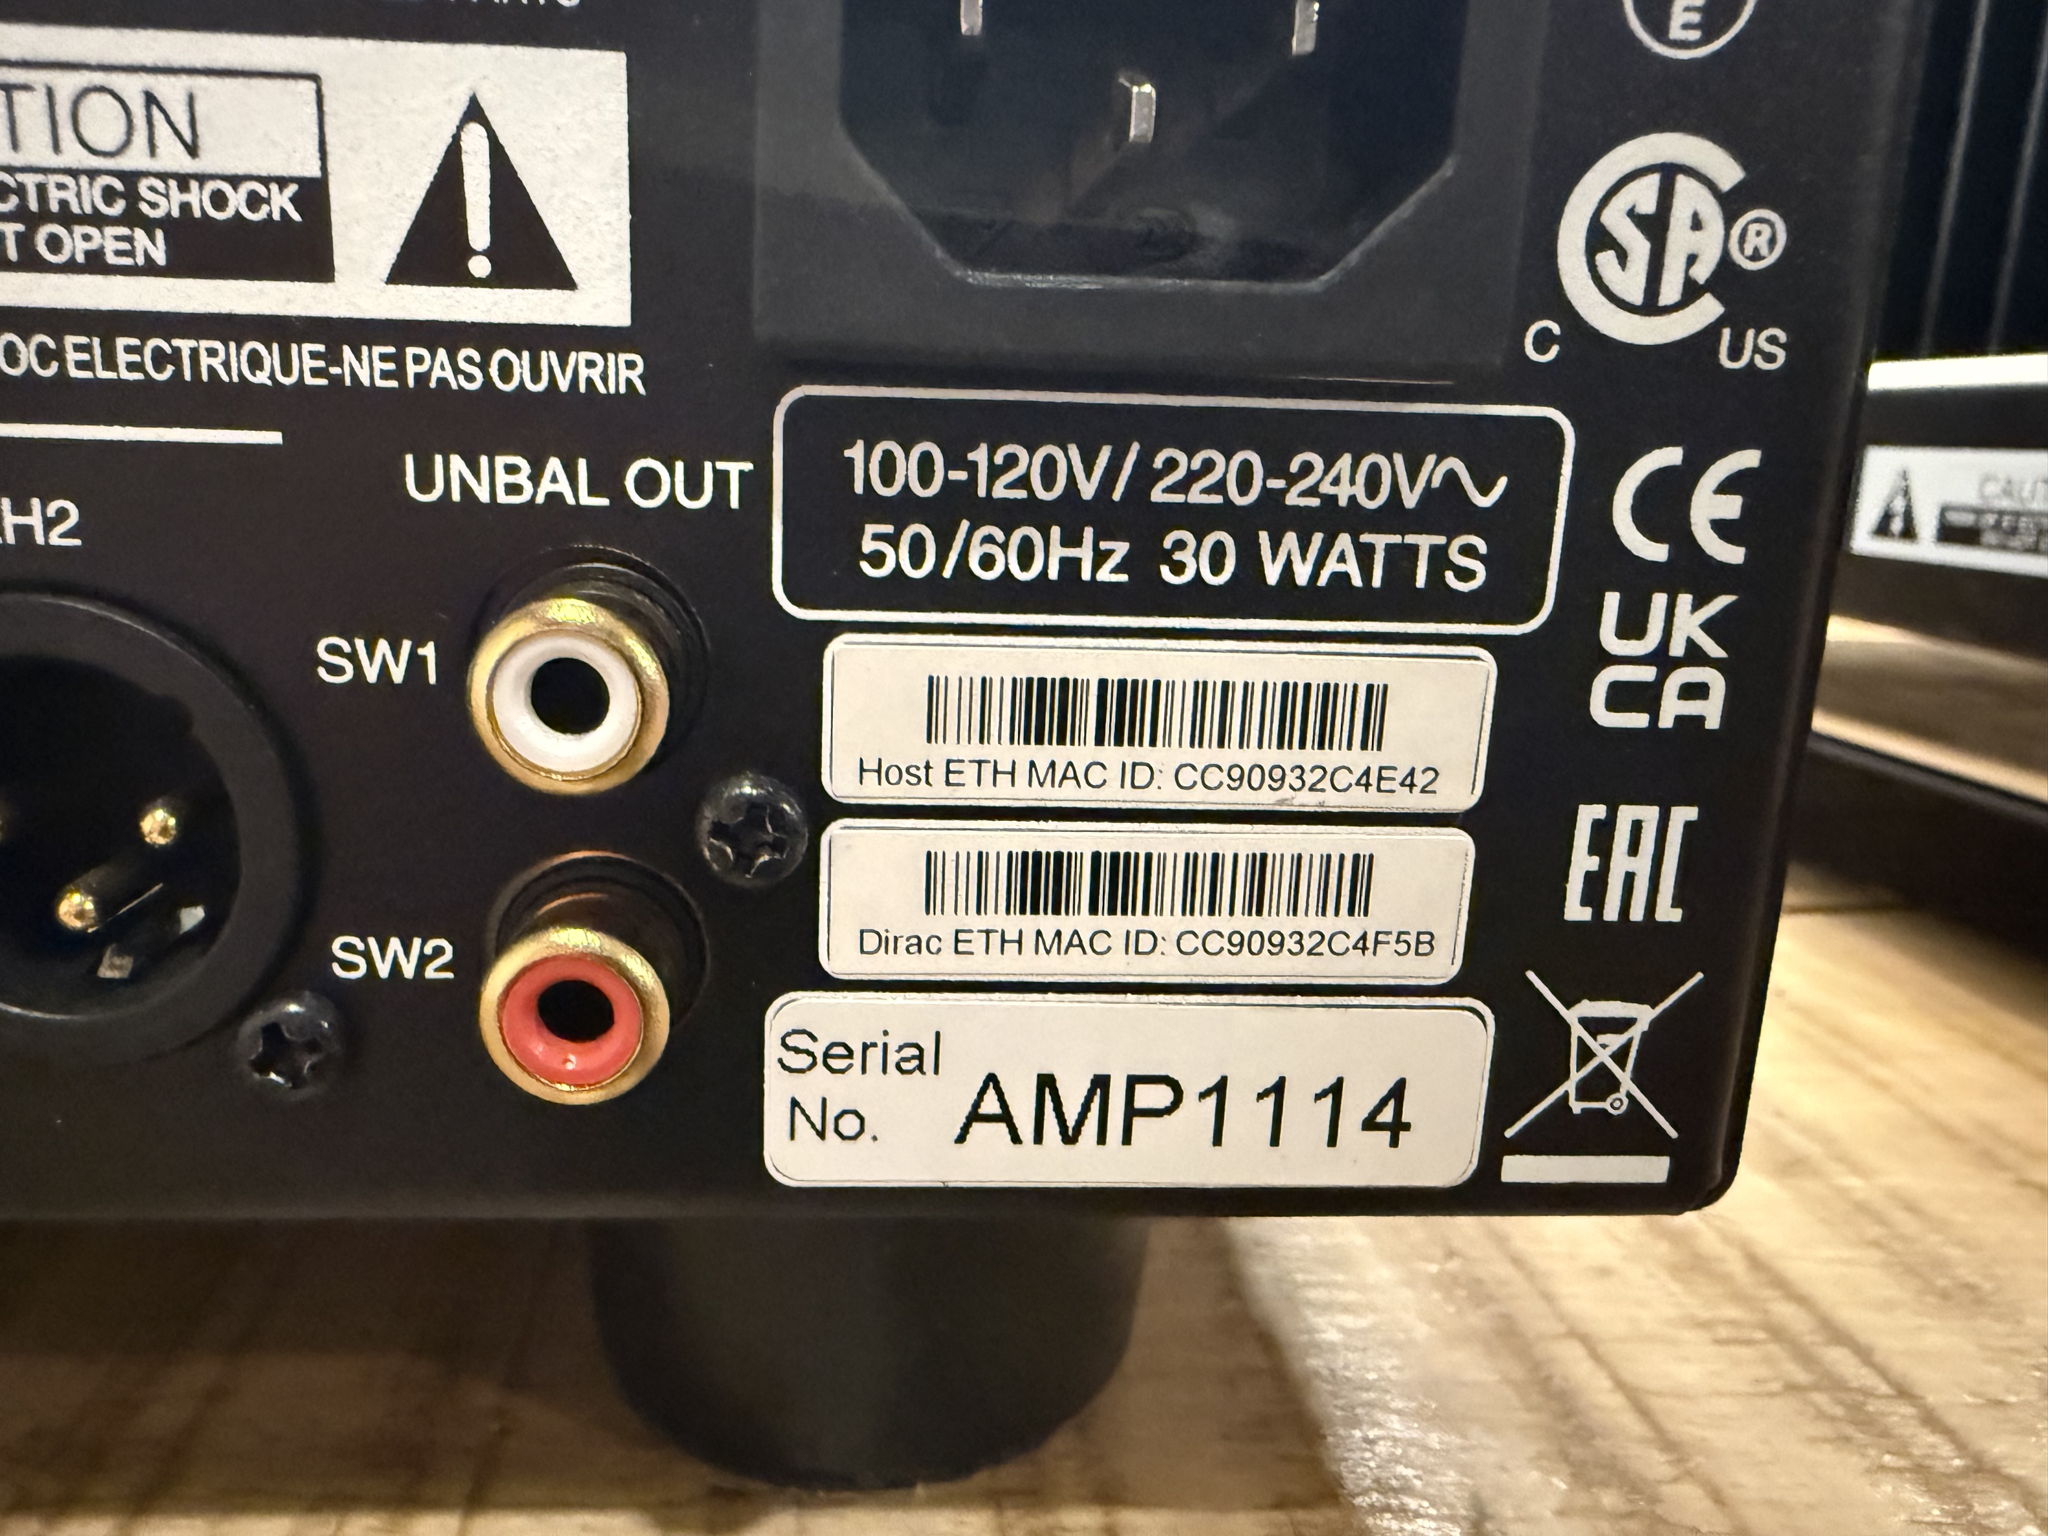 TION
CTRIC SHOCK
T OPEN
OC ELECTRIQUE-NE PAS OUVRIR
E
SA®
C US
UNBAL OUT
H2
100-120V/ 220-240V~
50/60Hz 30 WATTS
CE
UK
CA
SW1
Host ETH MAC ID: CC90932C4E42
EAC
SW2
Dirac ETH MAC ID: CC90932C4F5B
Serial
No. AMP1114